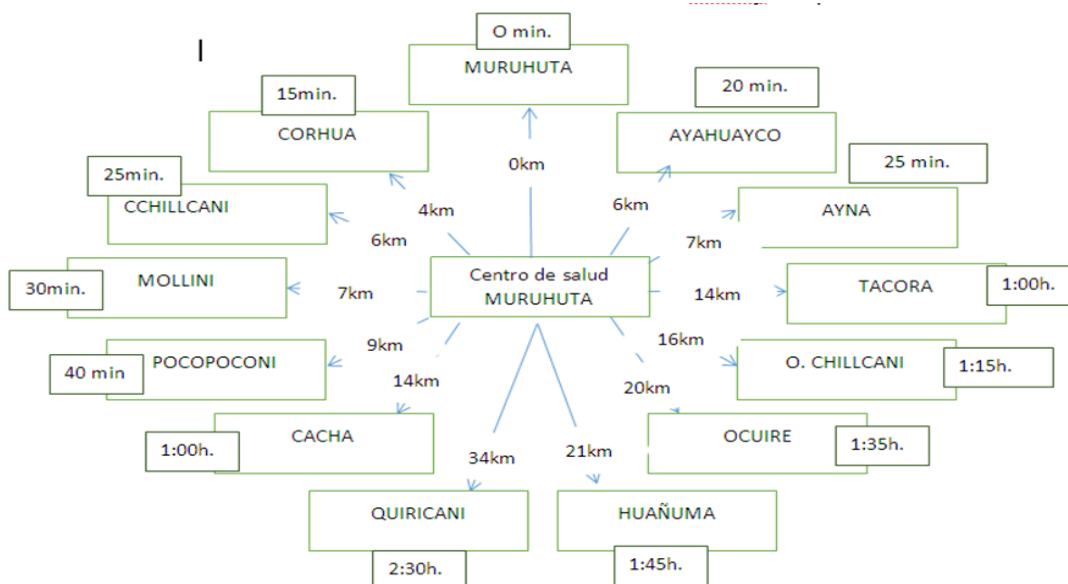 O min.
MURUHUTA
15min.
CORHUA
20 min.
AYAHUAYCO
0km
25min.
CCHILLCANI
25 min.
AYNA
4km
6km
6km
7km
30min.
MOLLINI
7km
Centro de salud
MURUHUTA
14km
TACORA
1:00h.
40 min
POCOPOCONI
9km
16km
O. CHILLCANI
1:15h.
14km
20km
1:00h.
CACHA
OCUIRE
1:35h.
34km
21km
QUIRICANI
HUAÑUMA
2:30h.
1:45h.